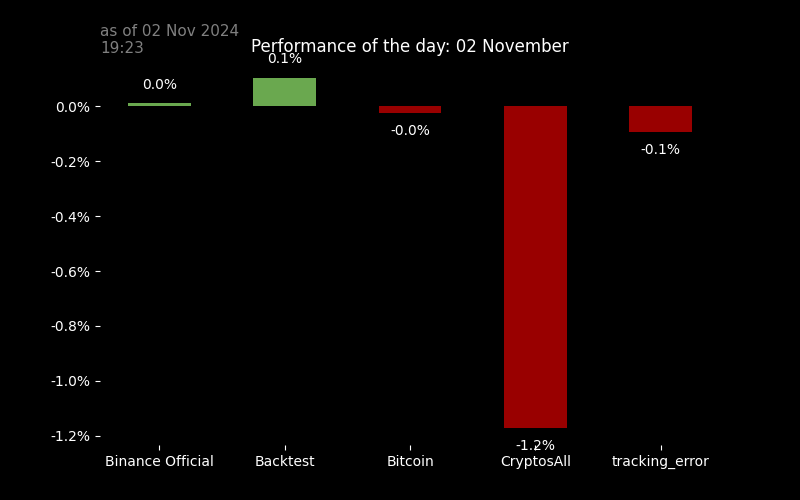 as of 02 Nov 2024
19:23
Performance of the day: 02 November
0.0%
0.1%
-0.0%
-1.2%
-0.1%
0.0%
-0.2%
-0.4%
-0.6%
-0.8%
-1.0%
-1.2%
Binance Official
Backtest
Bitcoin
CryptosAll
tracking_error